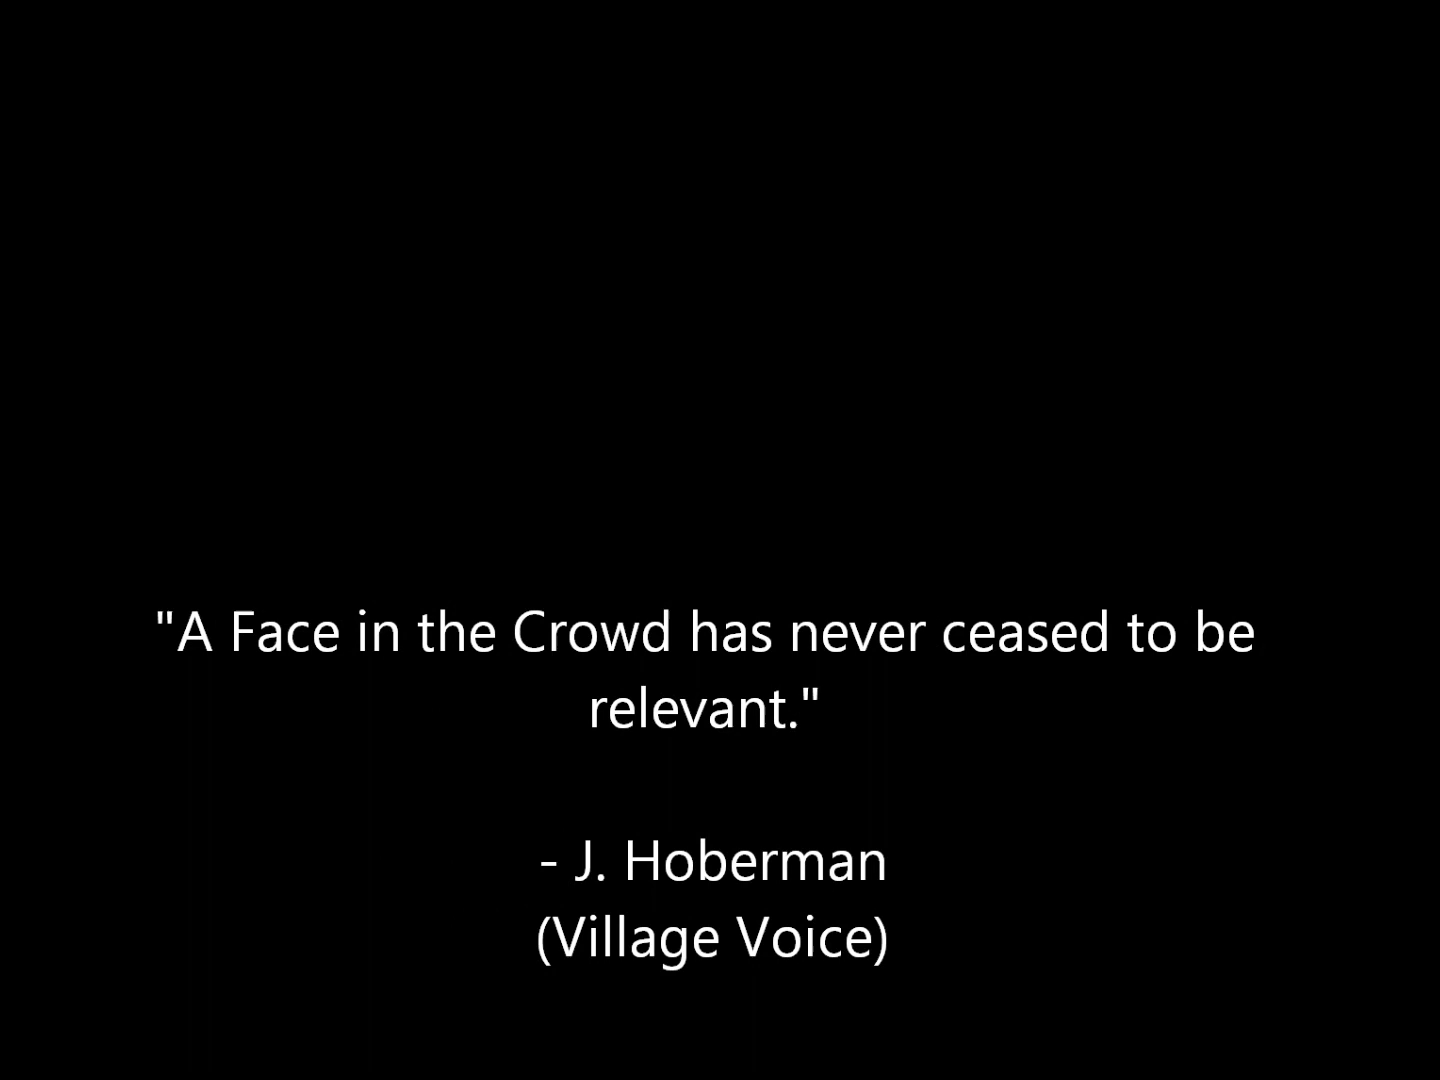 "A Face in the Crowd has never ceased to be
relevant."
- J. Hoberman
(Village Voice)